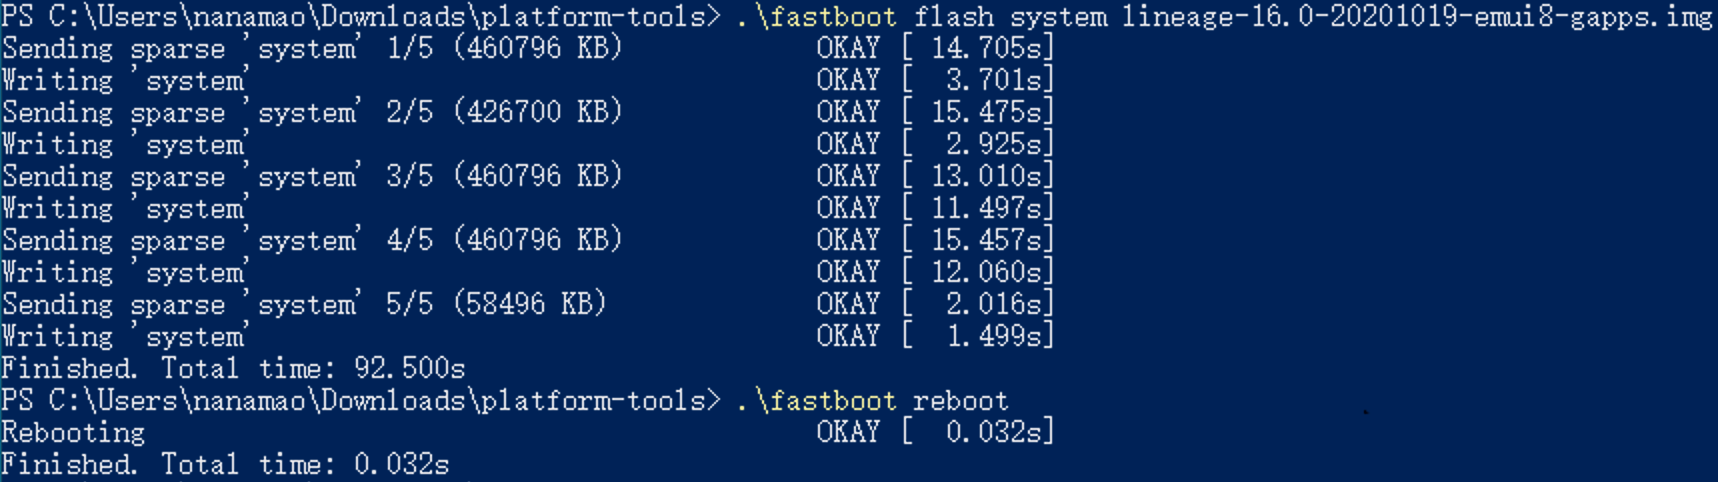 PS C:\Users\nanamao\Downloads\platform-tools> .\fastboot flash system lineage-16.0-20201019-emui8-gapps.img
Sending sparse 'system' 1/5 (460796 KB) OKAY [ 14.705s]
Writing 'system' OKAY [ 3.701s]
Sending sparse 'system' 2/5 (426700 KB) OKAY [ 15.475s]
Writing 'system' OKAY [ 2.925s]
Sending sparse 'system' 3/5 (460796 KB) OKAY [ 13.010s]
Writing 'system' OKAY [ 11.497s]
Sending sparse 'system' 4/5 (460796 KB) OKAY [ 15.457s]
Writing 'system' OKAY [ 12.060s]
Sending sparse 'system' 5/5 (58496 KB) OKAY [ 2.016s]
Writing 'system' OKAY [ 1.499s]
Finished. Total time: 92.500s
PS C:\Users\nanamao\Downloads\platform-tools> .\fastboot reboot
Rebooting OKAY [ 0.032s]
Finished. Total time: 0.032s